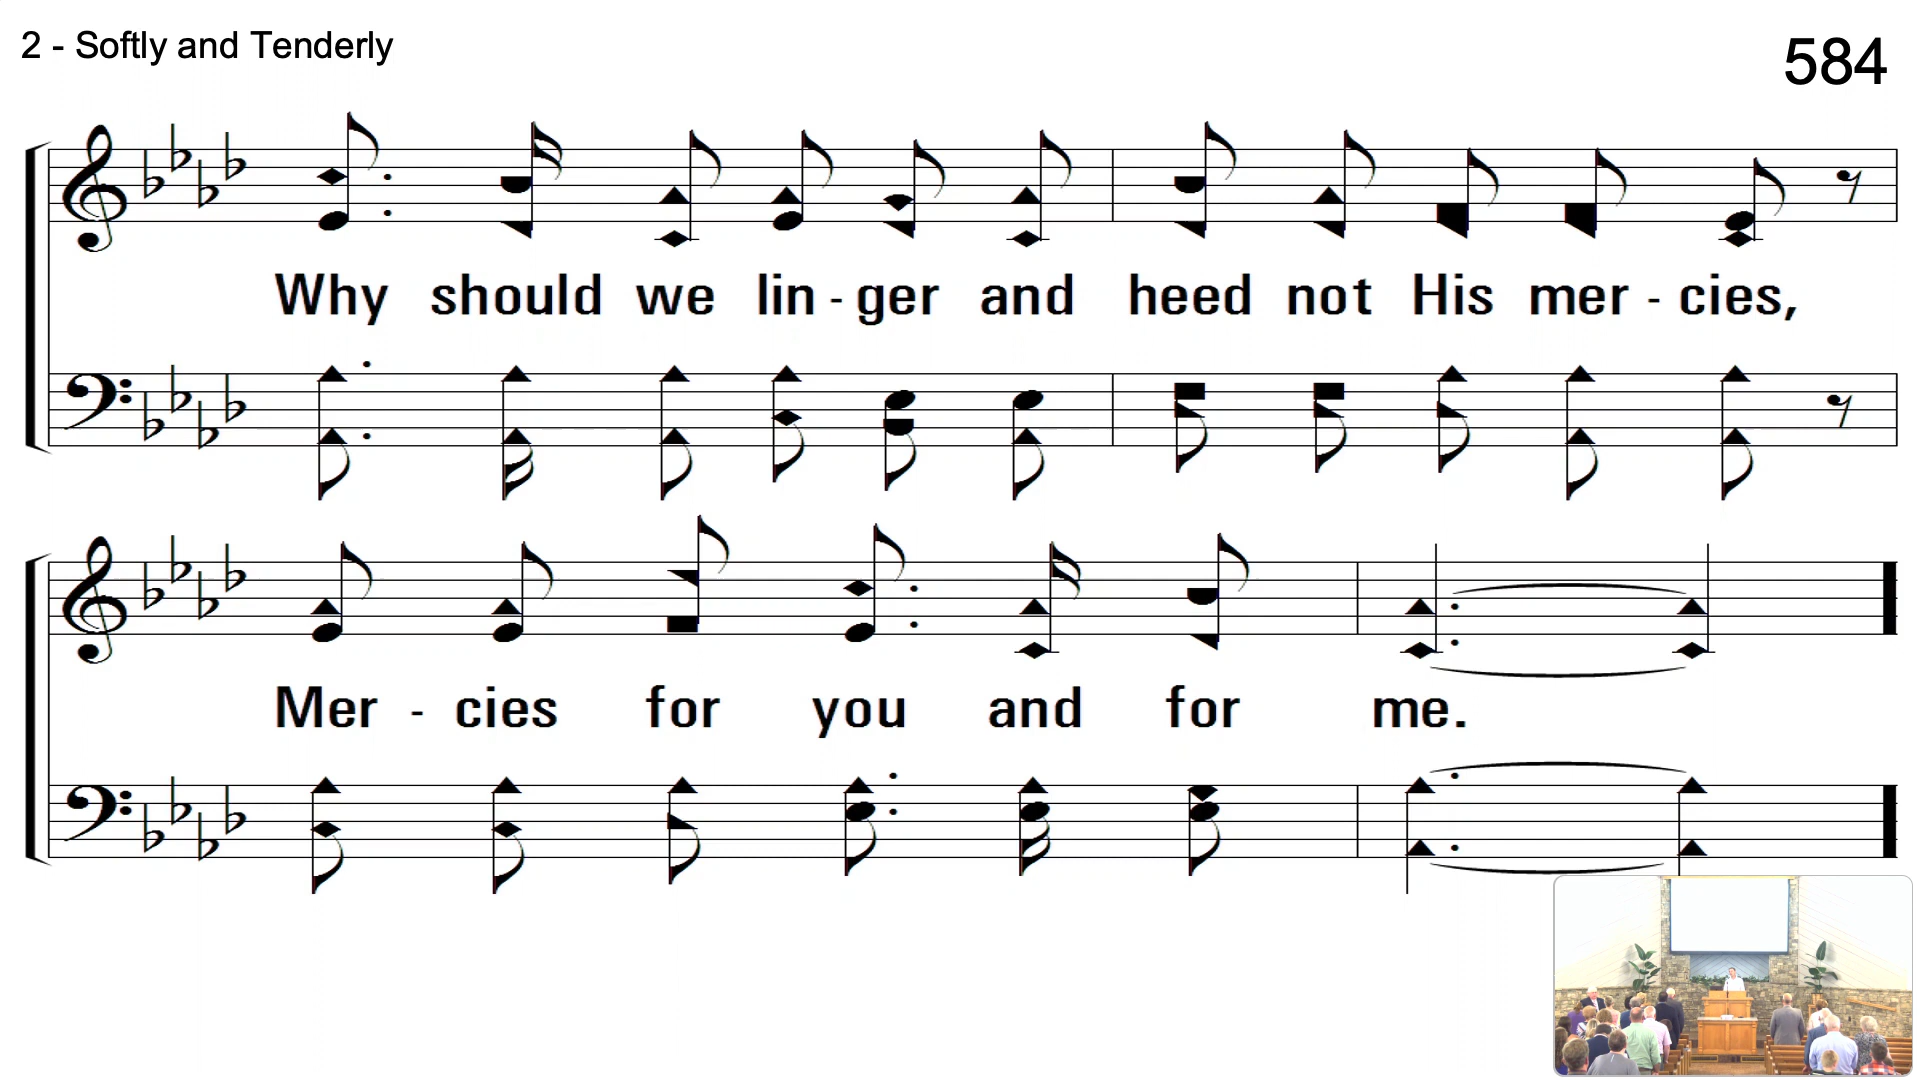 2 - Softly and Tenderly
584
Why should we lin - ger and heed not His mer - cies,
Mer - cies for you and for me.